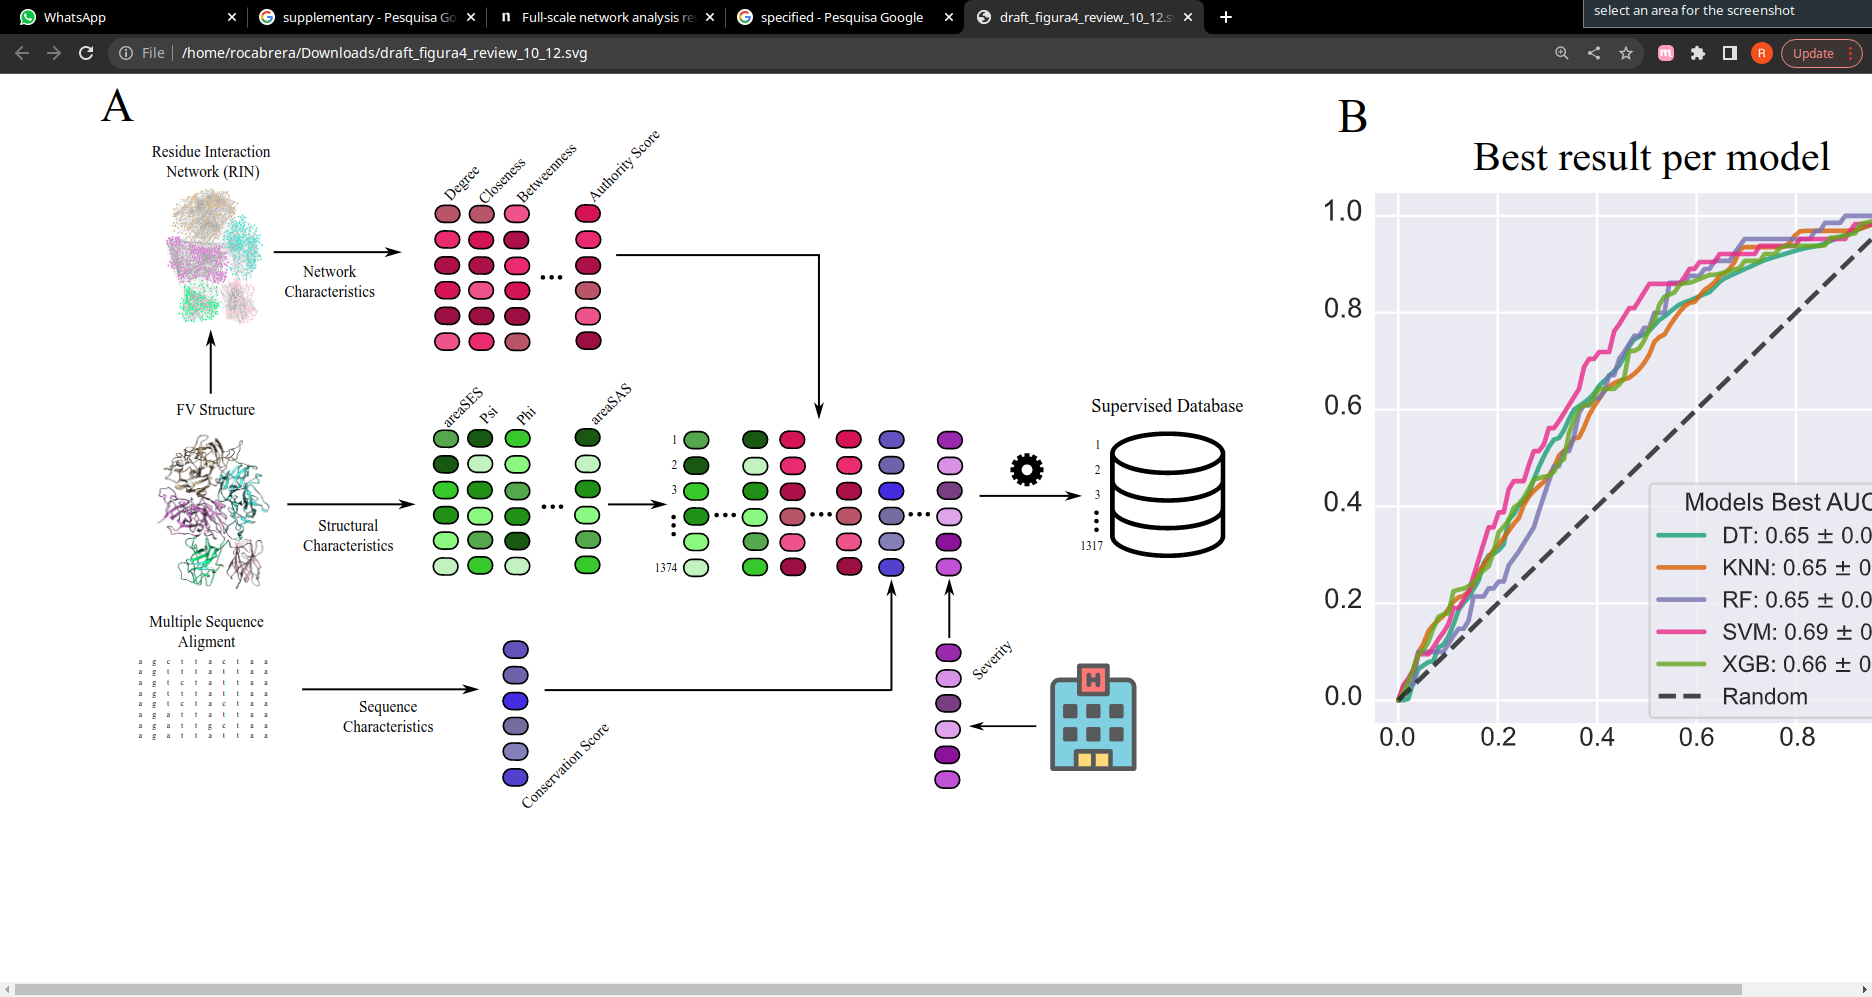 WhatsApp
supplementary - Pesquisa Go
Full-scale network analysis re
specified - Pesquisa Google
draft_figura4_review_10_12.s
select an area for the screenshot
File
/home/rocabrera/Downloads/draft_figura4_review_10_12.svg
R
Update
A
Residue Interaction
Network (RIN)
Network
Characteristics
Degree
Closeness
Betweenness
...
Authority Score
FV Structure
Structural
Characteristics
areaSES
Psi
Phi
...
areaSAS
1
2
3
1374
Supervised Database
1
2
3
1317
Multiple Sequence
Aligment
a g c t t a c t a a
a g t t t a t t a a
a g t c t a t t a a
a g t t t a t t a a
a g t c t a c t a a
a g a t t a t t a a
a g a t t g c t a a
a g a t t a t t a a
Sequence
Characteristics
Conservation Score
Severity
H
B
Best result per model
1.0
0.8
0.6
0.4
0.2
0.0
0.0 0.2 0.4 0.6 0.8
Models Best AUC
DT: 0.65 ± 0.0
KNN: 0.65 ± 0
RF: 0.65 ± 0.0
SVM: 0.69 ± 0
XGB: 0.66 ± 0
Random